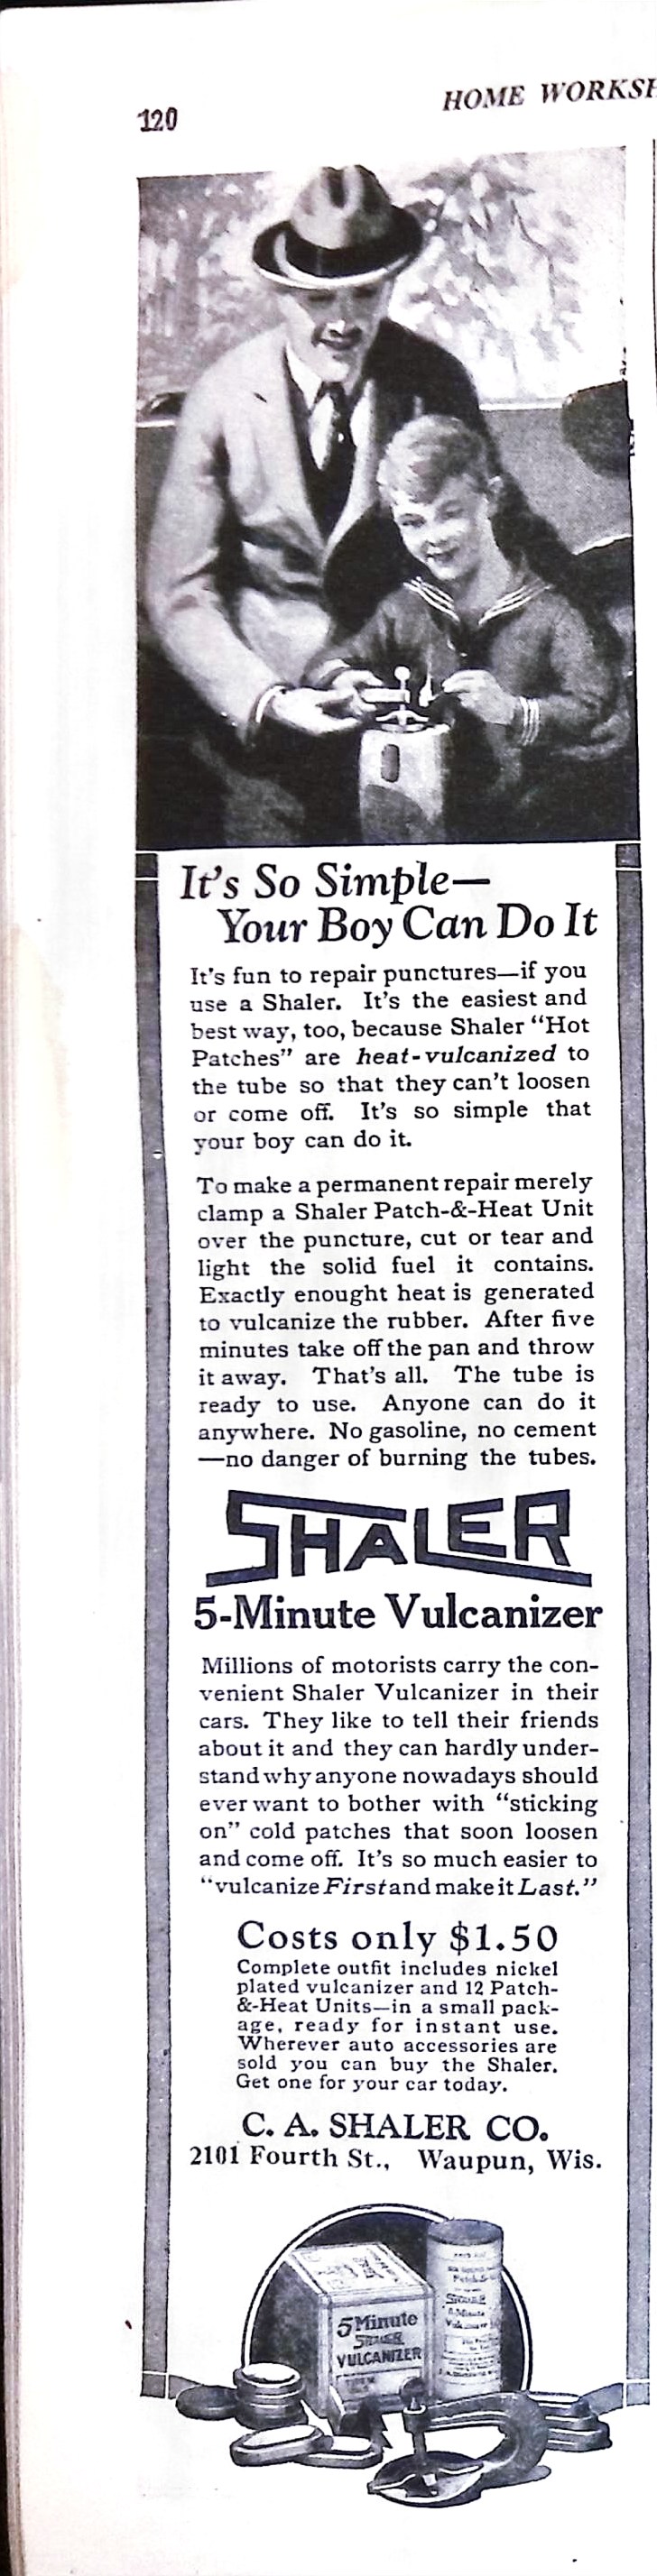 120
HOME WORKSH
It's So Simple—
Your Boy Can Do It
It's fun to repair punctures—if you
use a Shaler. It's the easiest and
best way, too, because Shaler "Hot
Patches" are heat-vulcanized to
the tube so that they can't loosen
or come off. It's so simple that
your boy can do it.
To make a permanent repair merely
clamp a Shaler Patch-&-Heat Unit
over the puncture, cut or tear and
light the solid fuel it contains.
Exactly enought heat is generated
to vulcanize the rubber. After five
minutes take off the pan and throw
it away. That's all. The tube is
ready to use. Anyone can do it
anywhere. No gasoline, no cement
—no danger of burning the tubes.
SHALER
5-Minute Vulcanizer
Millions of motorists carry the con-
venient Shaler Vulcanizer in their
cars. They like to tell their friends
about it and they can hardly under-
stand why anyone nowadays should
ever want to bother with "sticking
on" cold patches that soon loosen
and come off. It's so much easier to
"vulcanize First and make it Last."
Costs only $1.50
Complete outfit includes nickel
plated vulcanizer and 12 Patch-
&-Heat Units—in a small pack-
age, ready for instant use.
Wherever auto accessories are
sold you can buy the Shaler.
Get one for your car today.
C. A. SHALER CO.
2101 Fourth St., Waupun, Wis.
5 Minute
SHALER
VULCANIZER